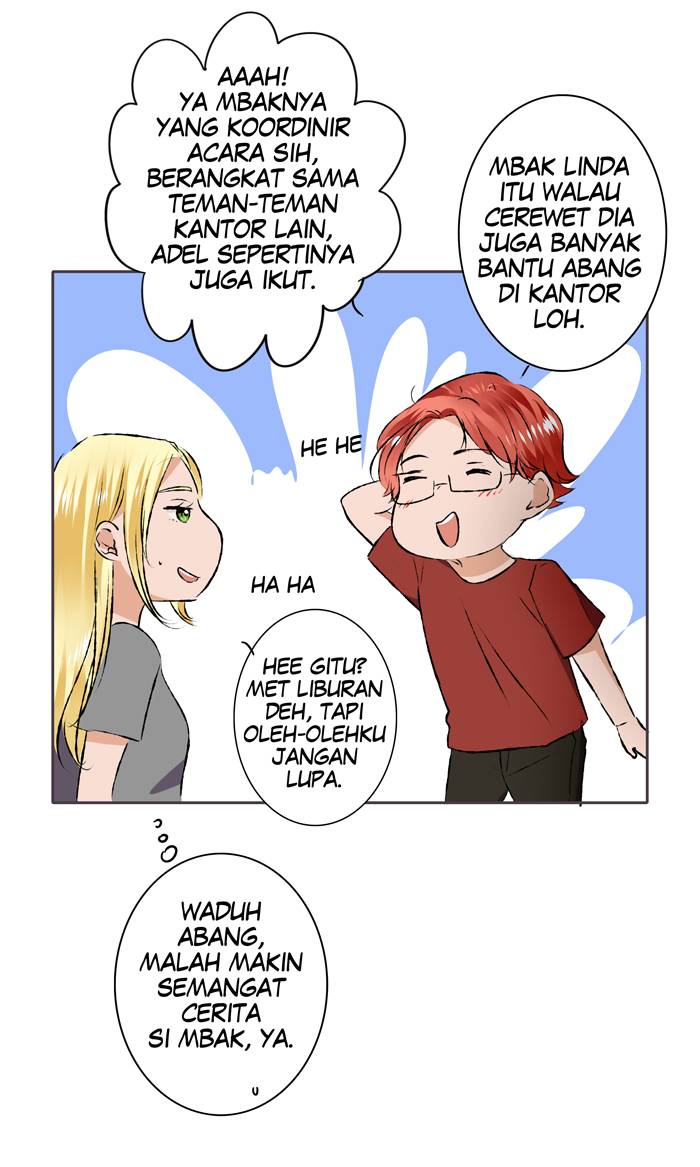 AAAH!
YA MBAKNYA
YANG KOORDINIR
ACARA SIH,
BERANGKAT SAMA
TEMAN-TEMAN
KANTOR LAIN,
ADEL SEPERTINYA
JUGA IKUT.
MBAK LINDA
ITU WALAU
CEREWET DIA
JUGA BANYAK
BANTU ABANG
DI KANTOR
LOH.
HE HE
HA HA
HEE GITU?
MET LIBURAN
DEH, TAPI
OLEH-OLEHKU
JANGAN
LUPA.
WADUH
ABANG,
MALAH MAKIN
SEMANGAT
CERITA
SI MBAK, YA.